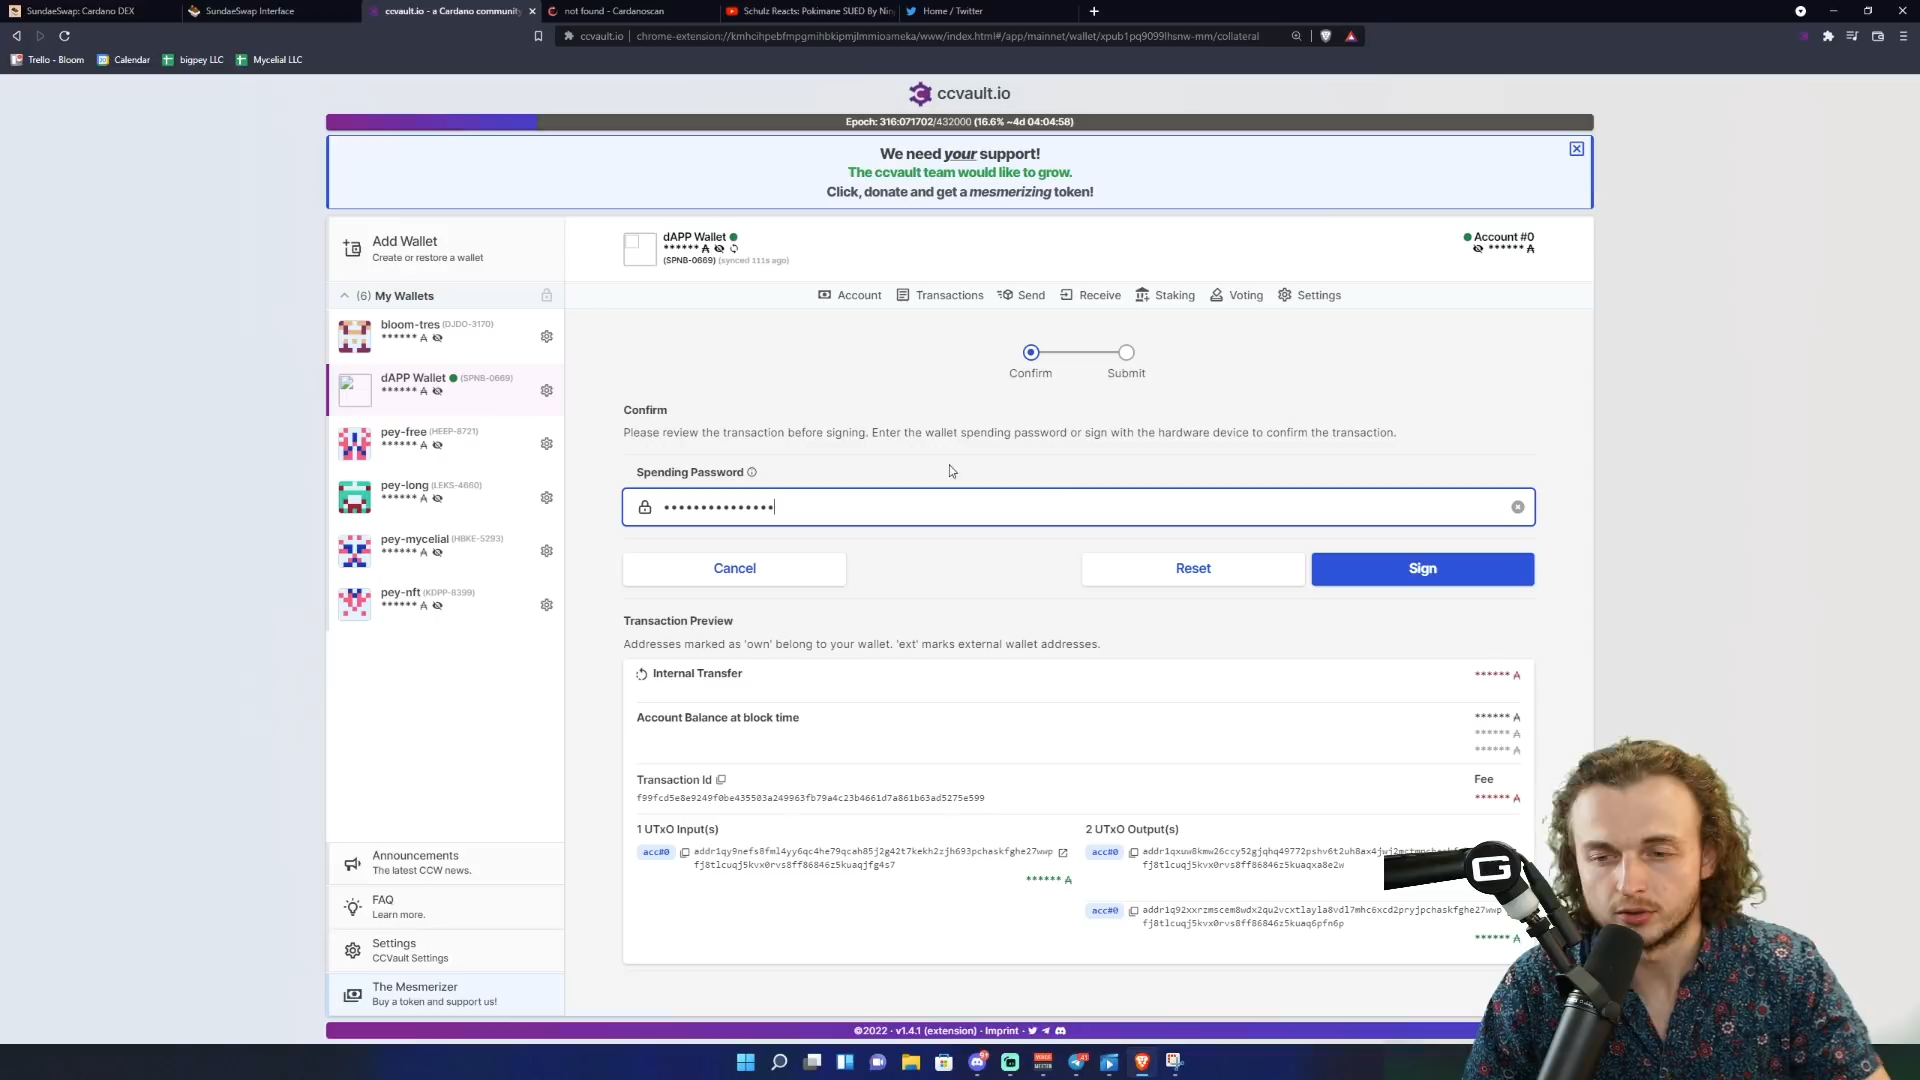 SundaeSwap: Cardano DEX
SundaeSwap Interface
ccvault.io - a Cardano community
not found - Cardanoscan
Schulz Reacts: Pokimane SUED By Nin
Home / Twitter
ccvault.io
chrome-extension://kmhcihpebfmpgmihbkipmjlmmioameka/www/index.html#/app/mainnet/wallet/xpub1pq9099lhsnw-mm/collateral
Trello - Bloom
Calendar
bigpey LLC
Mycelial LLC
ccvault.io
Epoch: 316:071702/432000 (16.6% ~4d 04:04:58)
We need your support!
The ccvault team would like to grow.
Click, donate and get a mesmerizing token!
Add Wallet
Create or restore a wallet
(6) My Wallets
bloom-tres (DJDO-3170)
****** ₳
dAPP Wallet (SPNB-0669)
****** ₳
pey-free (HEEP-8721)
****** ₳
pey-long (LEKS-4660)
****** ₳
pey-mycelial (HBKE-5293)
****** ₳
pey-nft (KDPP-8399)
****** ₳
Announcements
The latest CCW news.
FAQ
Learn more.
Settings
CCVault Settings
The Mesmerizer
Buy a token and support us!
dAPP Wallet
****** ₳
(SPNB-0669) (synced 111s ago)
Account #0
****** ₳
Account
Transactions
Send
Receive
Staking
Voting
Settings
Confirm
Submit
Confirm
Please review the transaction before signing. Enter the wallet spending password or sign with the hardware device to confirm the transaction.
Spending Password
•••••••••••••••
Cancel
Reset
Sign
Transaction Preview
Addresses marked as 'own' belong to your wallet. 'ext' marks external wallet addresses.
Internal Transfer
****** ₳
Account Balance at block time
****** ₳
****** ₳
****** ₳
Transaction Id
Fee
f99fcd5e8e9249f0be435503a249963fb79a4c23b4661d7a861b63ad5275e599
****** ₳
1 UTxO Input(s)
acc#0 addr1qy9nefs8fml4yy6qc4he79qcah85j2g42t7kekh2zjh693pchaskfghe27wwp
fj8tlcuqj5kvx0rvs8ff86846z5kuaqjfg4s7
****** ₳
2 UTxO Output(s)
acc#0
fj8tlcuqj5kvx0rvs8ff86846z5kuaqxa8e2w
acc#0 addr1q92xxrzmscem8wdx2qu2vcxtlayla8vdl7mhc6xcd2pryjpchaskfghe27wwp
fj8tlcuqj5kvx0rvs8ff86846z5kuaq6pfn6p
****** ₳
©2022 · v1.4.1 (extension) · Imprint ·
G